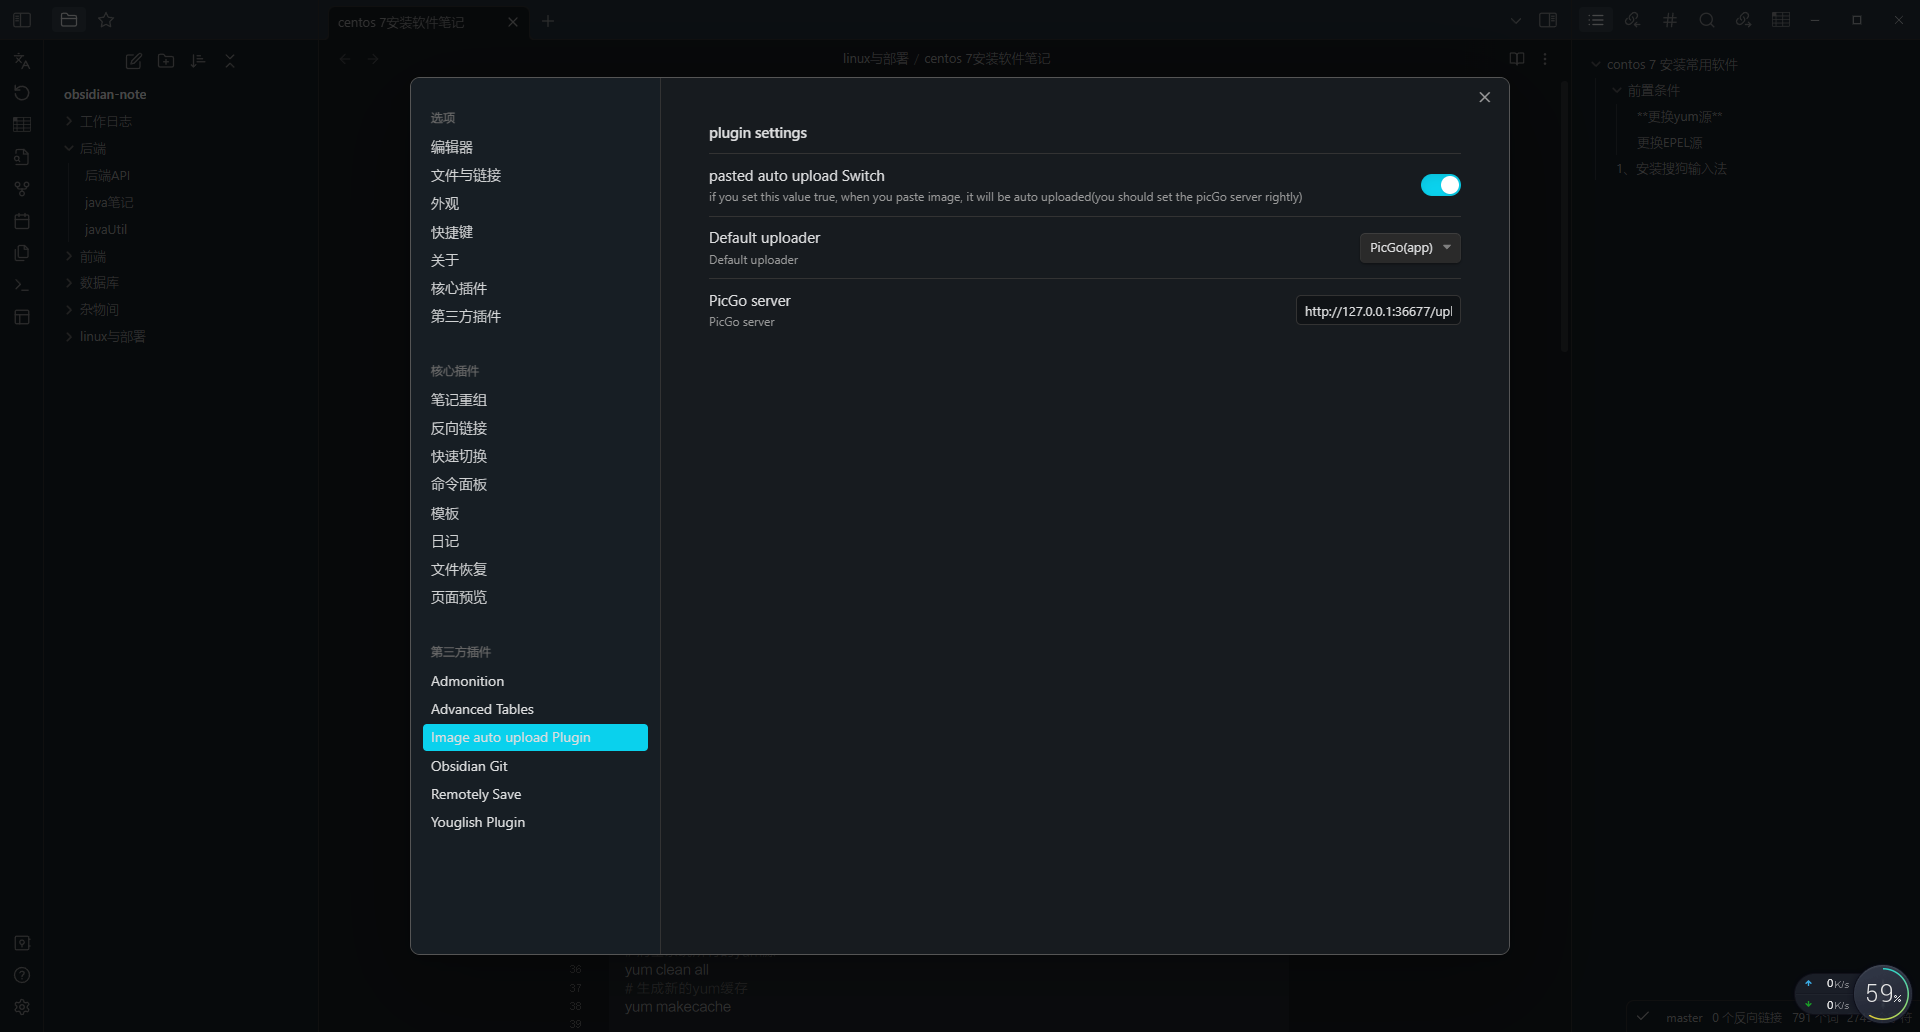 centos 7安装软件笔记
linux与部署 / centos 7安装软件笔记
obsidian-note
工作日志
后端
后端API
java笔记
javaUtil
前端
数据库
杂物间
linux与部署
选项
编辑器
文件与链接
外观
快捷键
关于
核心插件
第三方插件
核心插件
笔记重组
反向链接
快速切换
命令面板
模板
日记
文件恢复
页面预览
第三方插件
Admonition
Advanced Tables
Image auto upload Plugin
Obsidian Git
Remotely Save
Youglish Plugin
plugin settings
pasted auto upload Switch
if you set this value true, when you paste image, it will be auto uploaded(you should set the picGo server rightly)
Default uploader
Default uploader
PicGo(app)
PicGo server
PicGo server
http://127.0.0.1:36677/upl
contos 7 安装常用软件
前置条件
**更换yum源**
更换EPEL源
1、安装搜狗输入法
36 yum clean all
37 # 生成新的yum缓存
38 yum makecache
39
0K/s
0K/s
59%
master 0 个反向链接 791 个词